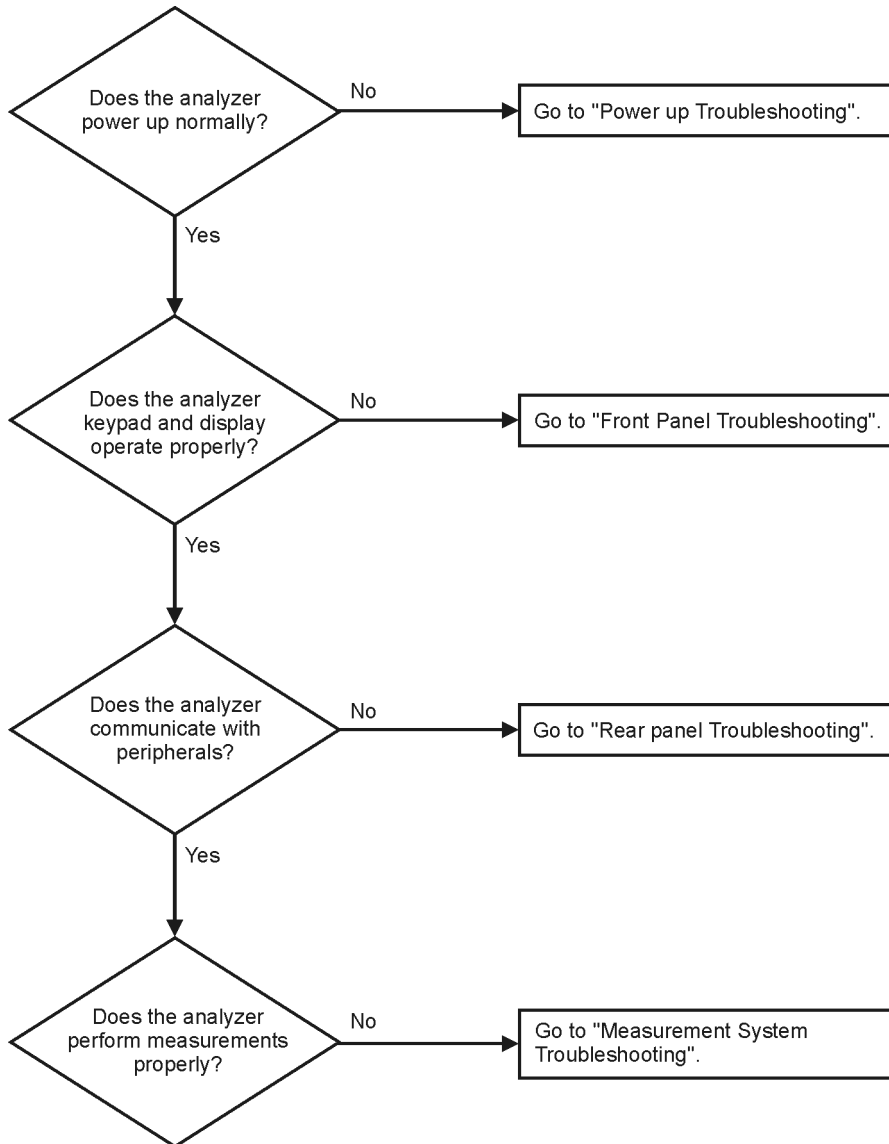 Does the analyzer
power up normally?
No
Go to "Power up Troubleshooting".
Yes
Does the analyzer
keypad and display
operate properly?
No
Go to "Front Panel Troubleshooting".
Yes
Does the analyzer
communicate with
peripherals?
No
Go to "Rear panel Troubleshooting".
Yes
Does the analyzer
perform measurements
properly?
No
Go to "Measurement System
Troubleshooting".